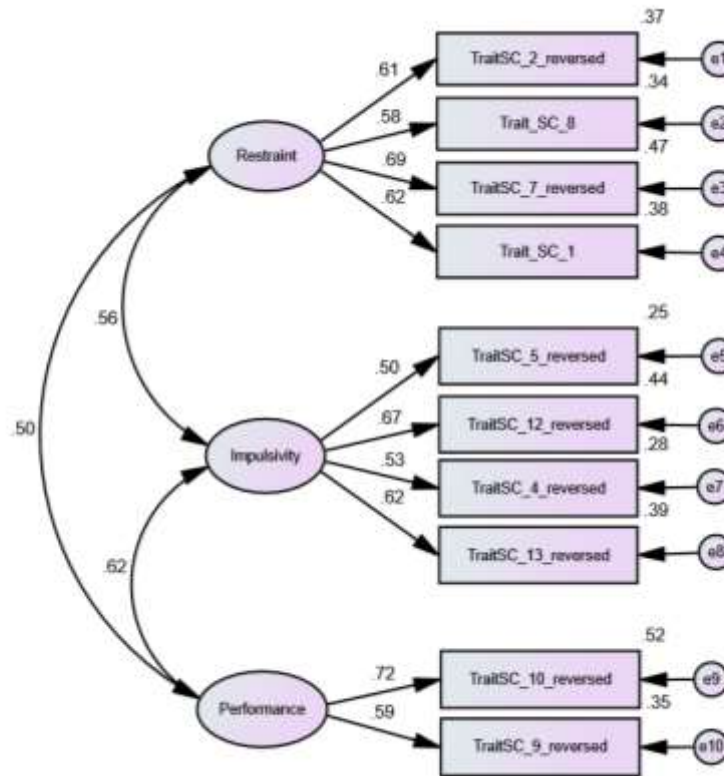 .37
.61
TraitSC_2_reversed
e1
.34
.58
Trait_SC_8
e2
.47
Restraint
.69
TraitSC_7_reversed
e3
.38
.62
Trait_SC_1
e4
.25
.56
.50
TraitSC_5_reversed
e5
.44
.67
TraitSC_12_reversed
e6
.28
.50
Impulsivity
.53
TraitSC_4_reversed
e7
.39
.62
TraitSC_13_reversed
e8
.62
.52
.72
TraitSC_10_reversed
e9
.35
Performance
.59
TraitSC_9_reversed
e10